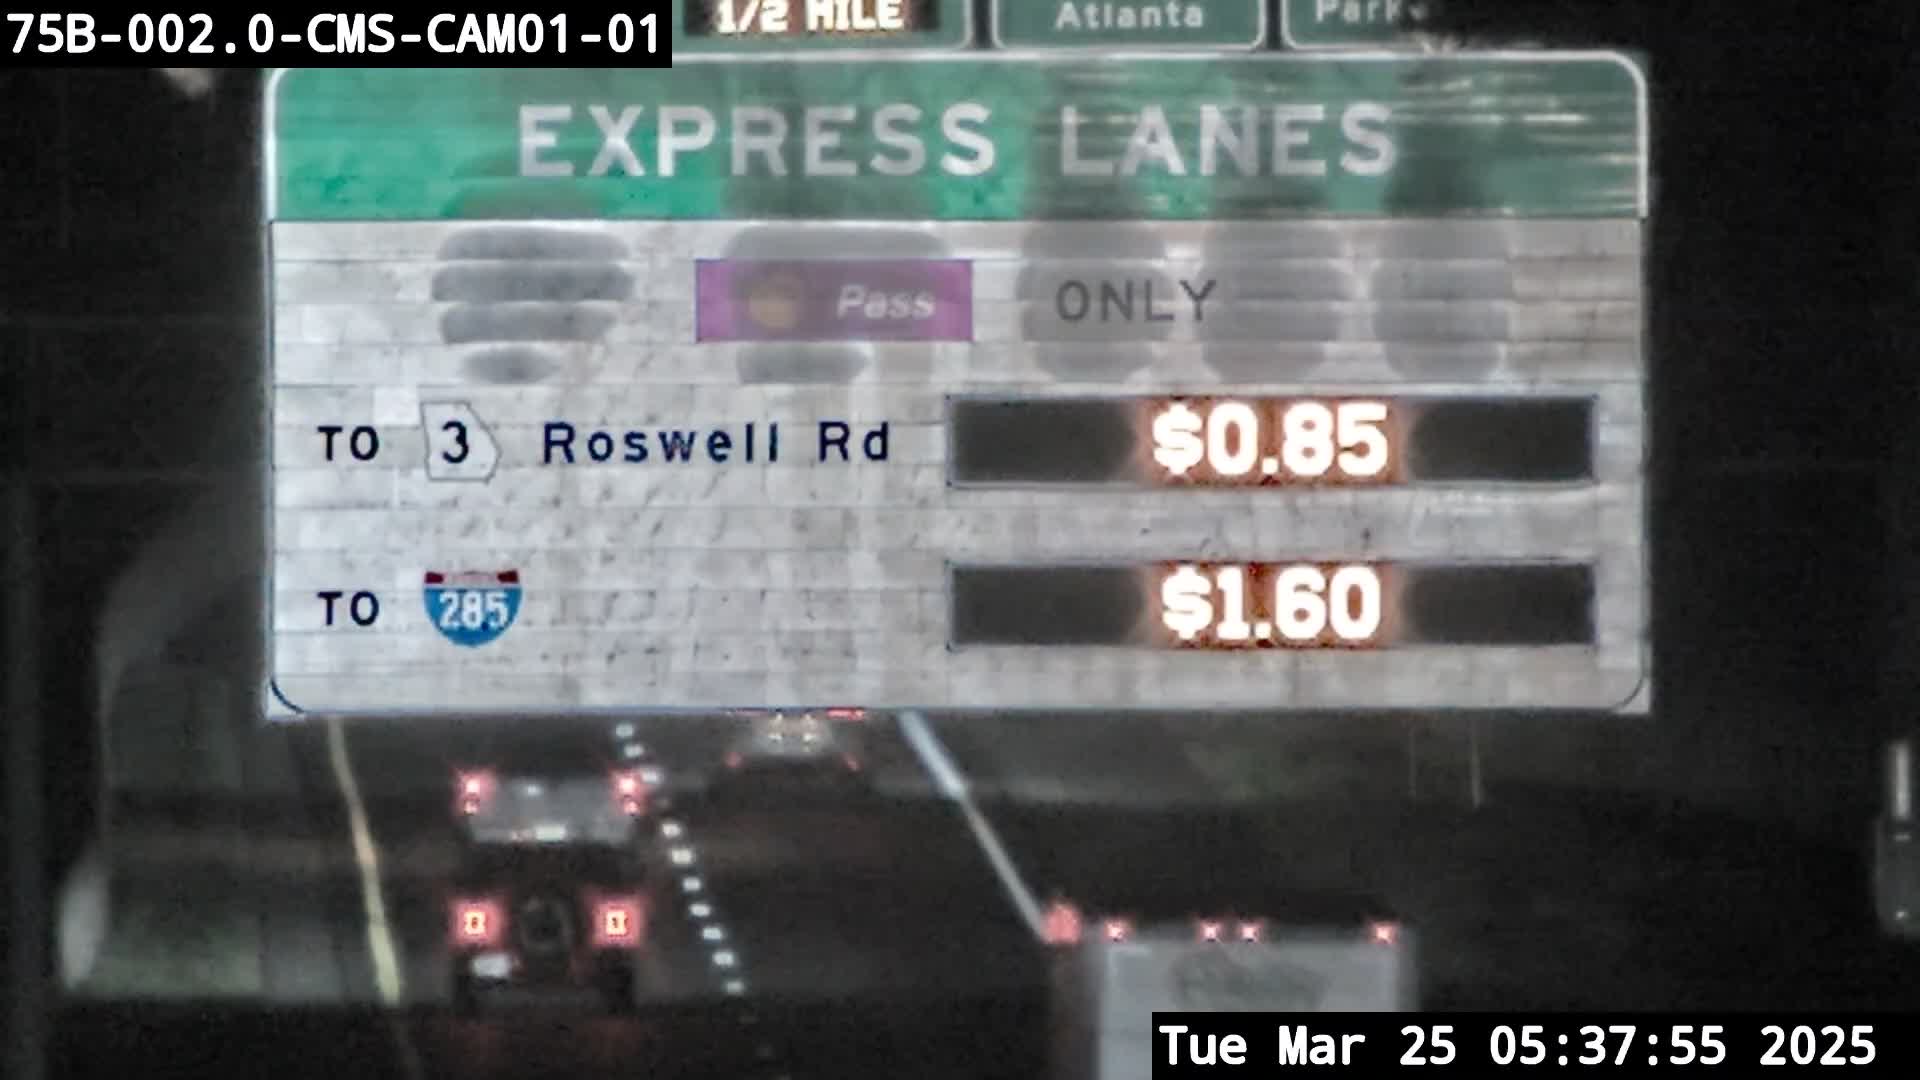 75B-002.0-CMS-CAM01-01
1/2 MILE
Atlanta
Park
EXPRESS LANES
Pass ONLY
TO 3 Roswell Rd $0.85
TO 285 $1.60
Tue Mar 25 05:37:55 2025